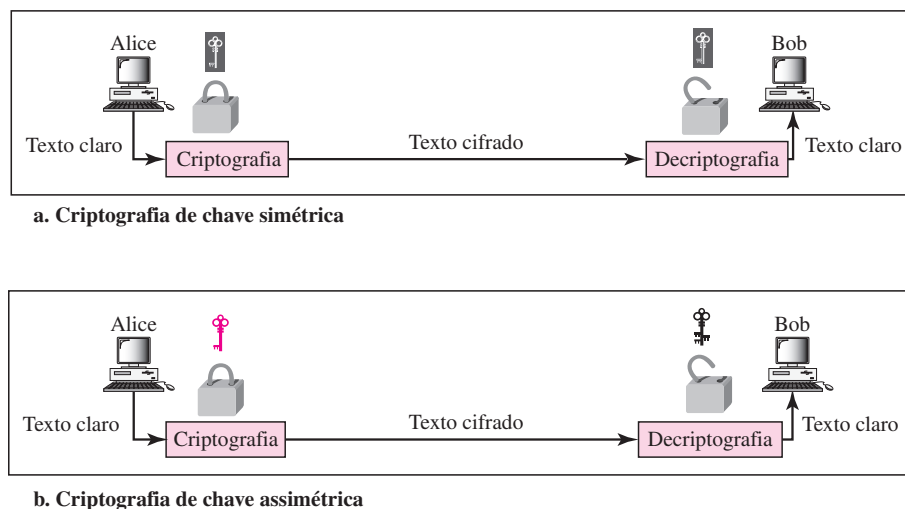 Alice
Bob
Texto claro
Criptografia
Texto cifrado
Decriptografia
Texto claro
a. Criptografia de chave simétrica
Alice
Bob
Texto claro
Criptografia
Texto cifrado
Decriptografia
Texto claro
b. Criptografia de chave assimétrica